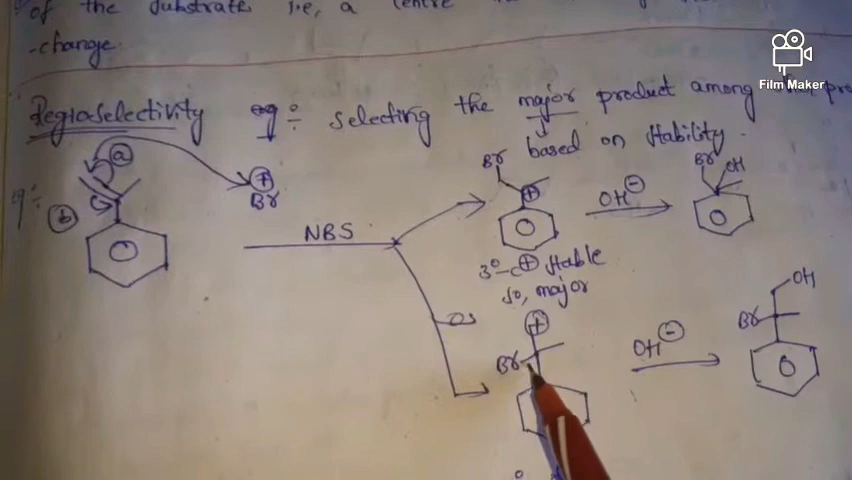 of the substrate i.e, a centre
-change.
Film Maker
Regioselectivity eg ÷ selecting the major product among
based on stability.
eg ÷
a
+
Br
b
NBS
Br
+
OH⊖
Br OH
3°-C⊕ stable
so, major
+
Br
OH⊖
OH
Br